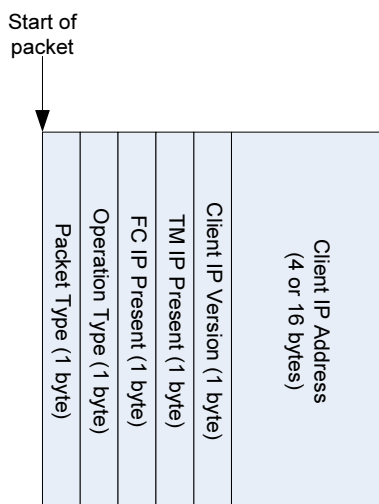 Start of
packet
Packet Type (1 byte)
Operation Type (1 byte)
FC IP Present (1 byte)
TM IP Present (1 byte)
Client IP Version (1 byte)
Client IP Address
(4 or 16 bytes)